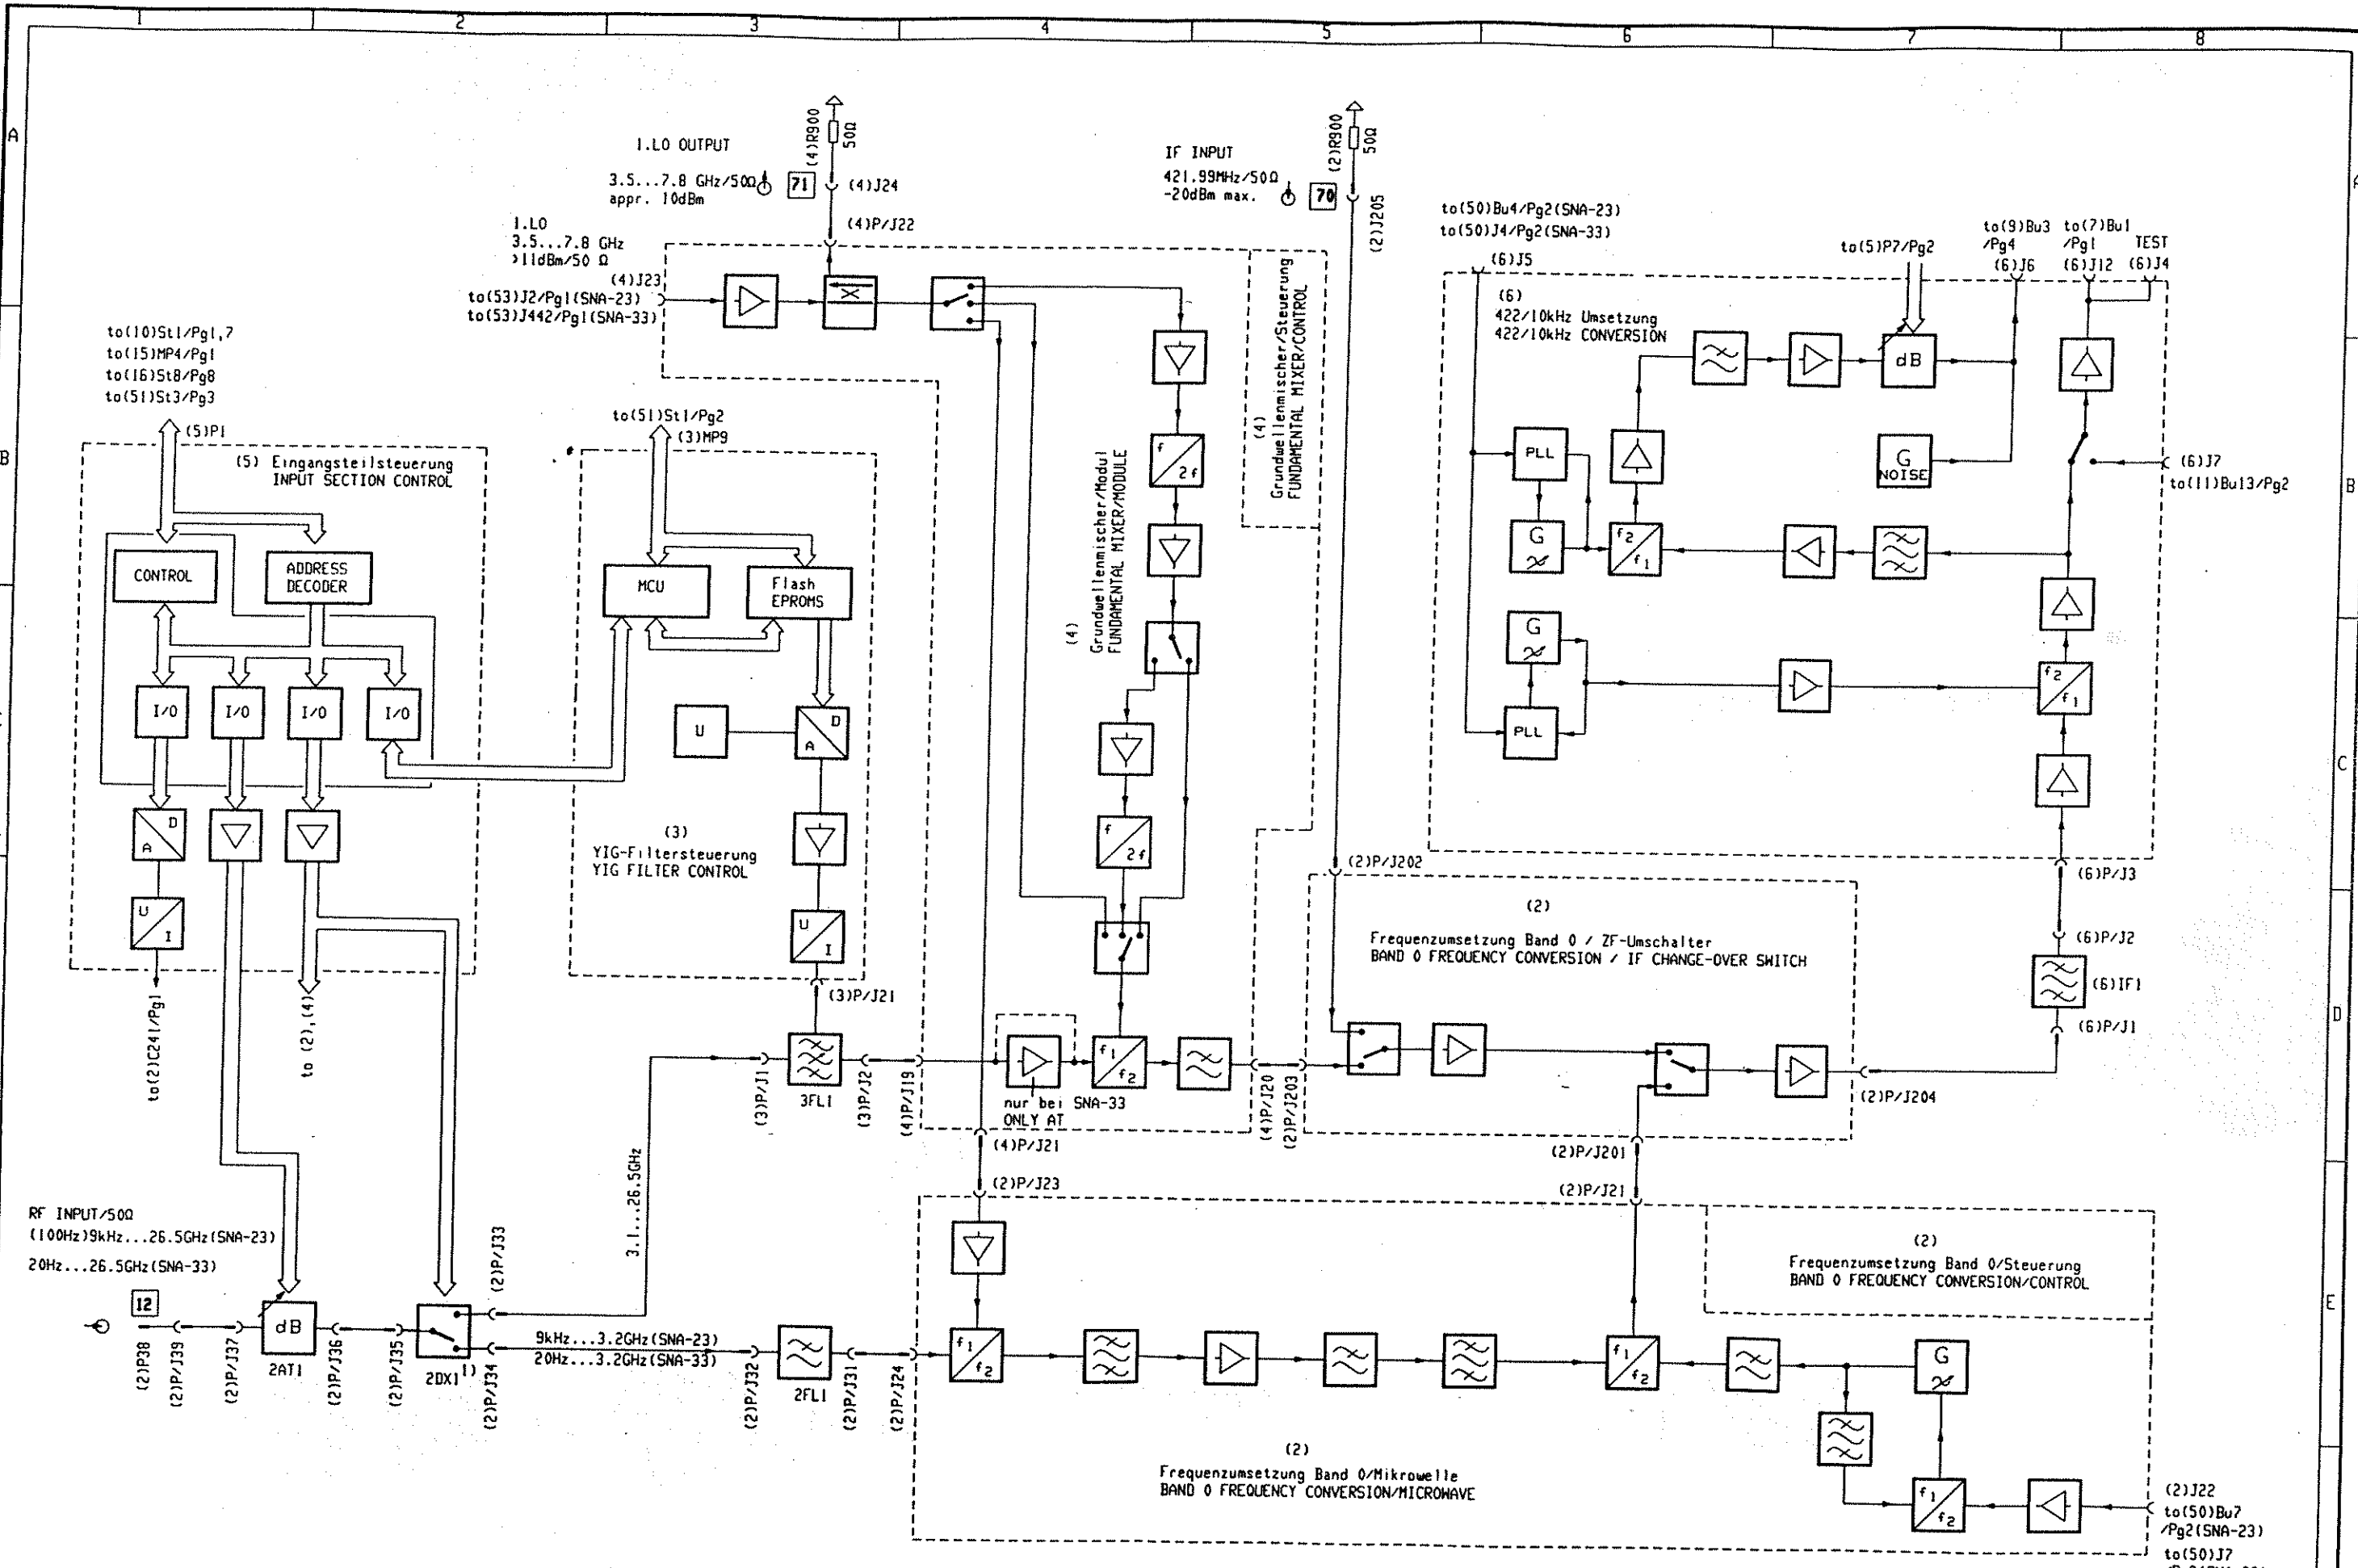 2
3
4
5
6
7
8
A
B
C
D
E
A
B
1.LO OUTPUT
3.5...7.8 GHz/50Ω
appr. 10dBm
71
(4)R900
50Ω
(4)J24
(4)P/J22
1.LO
3.5...7.8 GHz
>11dBm/50 Ω
(4)J23
to(53)J2/Pg1(SNA-23)
to(53)J442/Pg1(SNA-33)
IF INPUT
421.99MHz/50Ω
-20dBm max.
70
(2)R900
50Ω
(2)J205
(4)
Grundwellenmischer/Steuerung
FUNDAMENTAL MIXER/CONTROL
(4)
Grundwellenmischer/Modul
FUNDAMENTAL MIXER/MODULE
f
2f
f
2f
to(50)Bu4/Pg2(SNA-23)
to(50)J4/Pg2(SNA-33)
(6)J5
to(5)P7/Pg2
to(9)Bu3
/Pg4
(6)J6
to(7)Bu1
/Pg1
(6)J12
TEST
(6)J4
(6)
422/10kHz Umsetzung
422/10kHz CONVERSION
dB
PLL
G
NOISE
(6)J7
to(11)Bu13/Pg2
G
f2
f1
G
PLL
f2
f1
(6)P/J3
(6)P/J2
(6)IF1
(6)P/J1
to(10)St1/Pg1,7
to(15)MP4/Pg1
to(16)St8/Pg8
to(51)St3/Pg3
(5)P1
(5) Eingangsteilsteuerung
INPUT SECTION CONTROL
CONTROL
ADDRESS
DECODER
I/O
I/O
I/O
I/O
D
A
U
I
to(2)C241/Pg1
to (2),(4)
to(51)St1/Pg2
(3)MP9
MCU
Flash
EPROMS
U
D
A
(3)
YIG-Filtersteuerung
YIG FILTER CONTROL
U
I
(3)P/J21
3FL1
(3)P/J1
(3)P/J2
(4)P/J19
nur bei SNA-33
ONLY AT
f1
f2
(4)P/J20
(2)P/J203
(4)P/J21
(2)P/J23
(2)P/J202
(2)
Frequenzumsetzung Band 0 / ZF-Umschalter
BAND 0 FREQUENCY CONVERSION / IF CHANGE-OVER SWITCH
(2)P/J204
(2)P/J201
(2)P/J21
RF INPUT/50Ω
(100Hz)9kHz...26.5GHz(SNA-23)
20Hz...26.5GHz(SNA-33)
12
(2)P38
(2)P/J39
(2)P/J37
dB
2AT1
(2)P/J36
(2)P/J35
2DX1 1)
(2)P/J33
(2)P/J34
3.1...26.5GHz
9kHz...3.2GHz(SNA-23)
20Hz...3.2GHz(SNA-33)
(2)P/J32
2FL1
(2)P/J31
(2)P/J24
f1
f2
f1
f2
G
f1
f2
(2)
Frequenzumsetzung Band 0/Steuerung
BAND 0 FREQUENCY CONVERSION/CONTROL
(2)
Frequenzumsetzung Band 0/Mikrowelle
BAND 0 FREQUENCY CONVERSION/MICROWAVE
(2)J22
to(50)Bu7
/Pg2(SNA-23)
to(50)J7